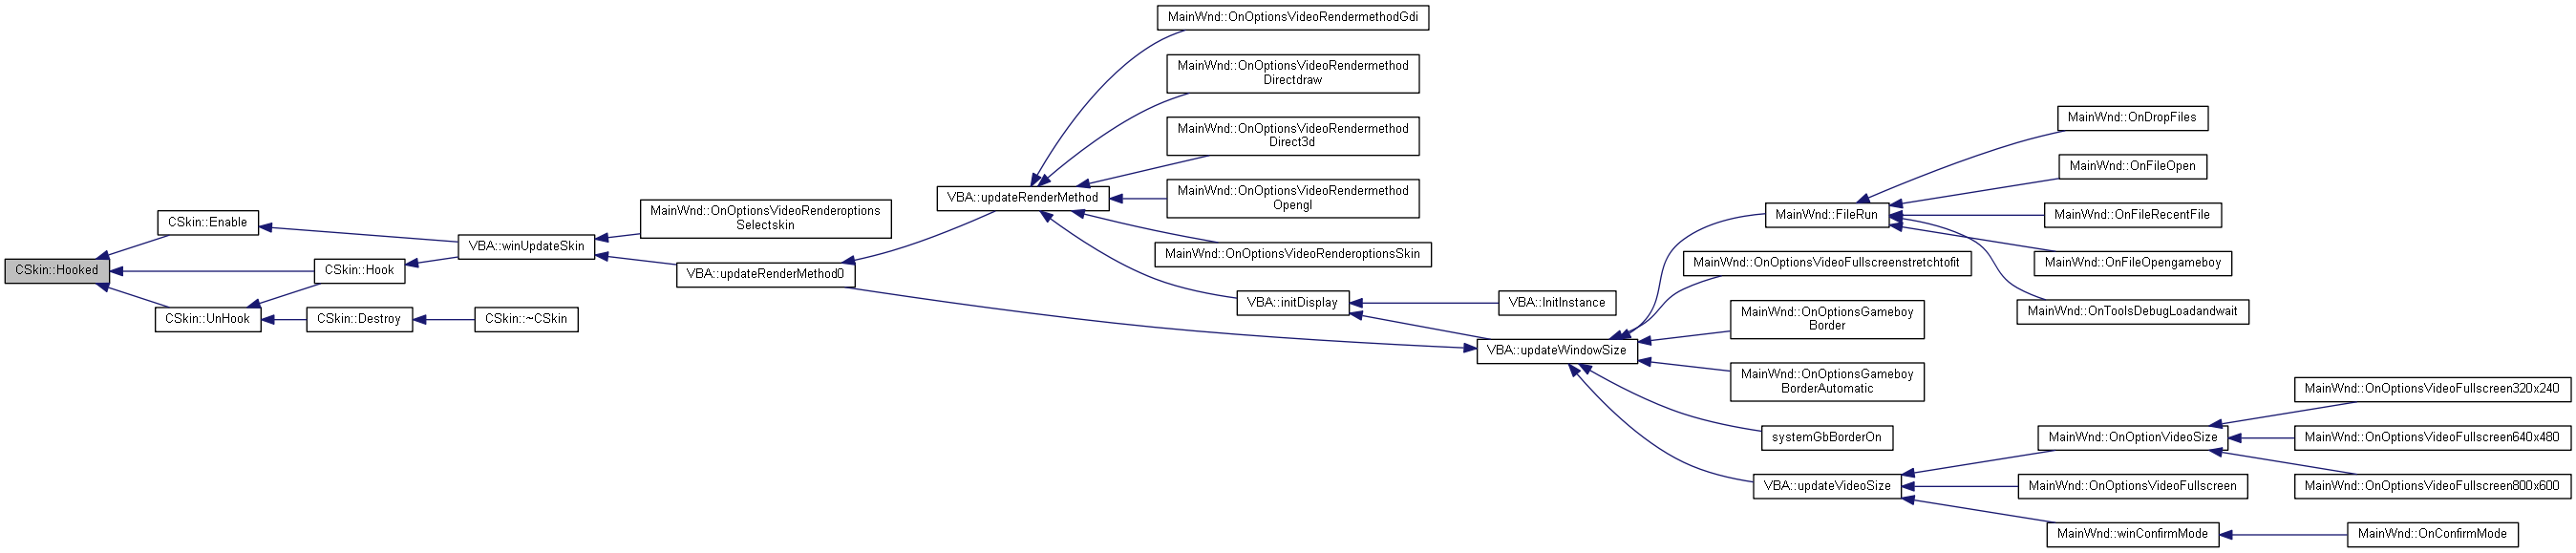 CSkin::Hooked
CSkin::Enable
CSkin::Hook
CSkin::UnHook
CSkin::Destroy
CSkin::~CSkin
VBA::winUpdateSkin
MainWnd::OnOptionsVideoRenderoptions
Selectskin
VBA::updateRenderMethod0
VBA::updateRenderMethod
MainWnd::OnOptionsVideoRendermethodGdi
MainWnd::OnOptionsVideoRendermethod
Directdraw
MainWnd::OnOptionsVideoRendermethod
Direct3d
MainWnd::OnOptionsVideoRendermethod
Opengl
MainWnd::OnOptionsVideoRenderoptionsSkin
VBA::initDisplay
VBA::InitInstance
VBA::updateWindowSize
MainWnd::FileRun
MainWnd::OnOptionsVideoFullscreenstretchtofit
MainWnd::OnOptionsGameboy
Border
MainWnd::OnOptionsGameboy
BorderAutomatic
systemGbBorderOn
VBA::updateVideoSize
MainWnd::OnDropFiles
MainWnd::OnFileOpen
MainWnd::OnFileRecentFile
MainWnd::OnFileOpengameboy
MainWnd::OnToolsDebugLoadandwait
MainWnd::OnOptionVideoSize
MainWnd::OnOptionsVideoFullscreen
MainWnd::winConfirmMode
MainWnd::OnOptionsVideoFullscreen320x240
MainWnd::OnOptionsVideoFullscreen640x480
MainWnd::OnOptionsVideoFullscreen800x600
MainWnd::OnConfirmMode